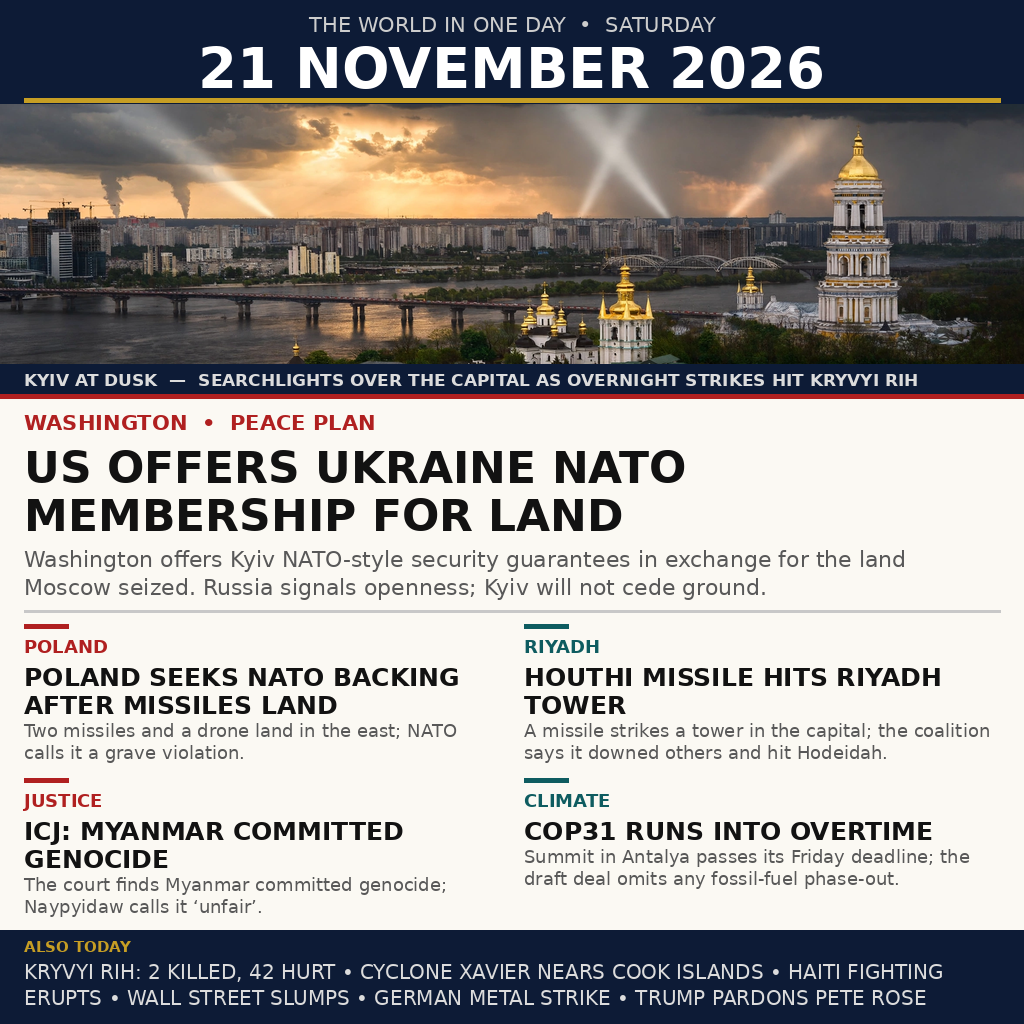 THE WORLD IN ONE DAY • SATURDAY
21 NOVEMBER 2026
KYIV AT DUSK — SEARCHLIGHTS OVER THE CAPITAL AS OVERNIGHT STRIKES HIT KRYVYI RIH
WASHINGTON • PEACE PLAN
US OFFERS UKRAINE NATO
MEMBERSHIP FOR LAND
Washington offers Kyiv NATO-style security guarantees in exchange for the land
Moscow seized. Russia signals openness; Kyiv will not cede ground.
POLAND
POLAND SEEKS NATO BACKING
AFTER MISSILES LAND
Two missiles and a drone land in the east; NATO
calls it a grave violation.
RIYADH
HOUTHI MISSILE HITS RIYADH
TOWER
A missile strikes a tower in the capital; the coalition
says it downed others and hit Hodeidah.
JUSTICE
ICJ: MYANMAR COMMITTED
GENOCIDE
The court finds Myanmar committed genocide;
Naypyidaw calls it ‘unfair’.
CLIMATE
COP31 RUNS INTO OVERTIME
Summit in Antalya passes its Friday deadline; the
draft deal omits any fossil-fuel phase-out.
ALSO TODAY
KRYVYI RIH: 2 KILLED, 42 HURT • CYCLONE XAVIER NEARS COOK ISLANDS • HAITI FIGHTING
ERUPTS • WALL STREET SLUMPS • GERMAN METAL STRIKE • TRUMP PARDONS PETE ROSE